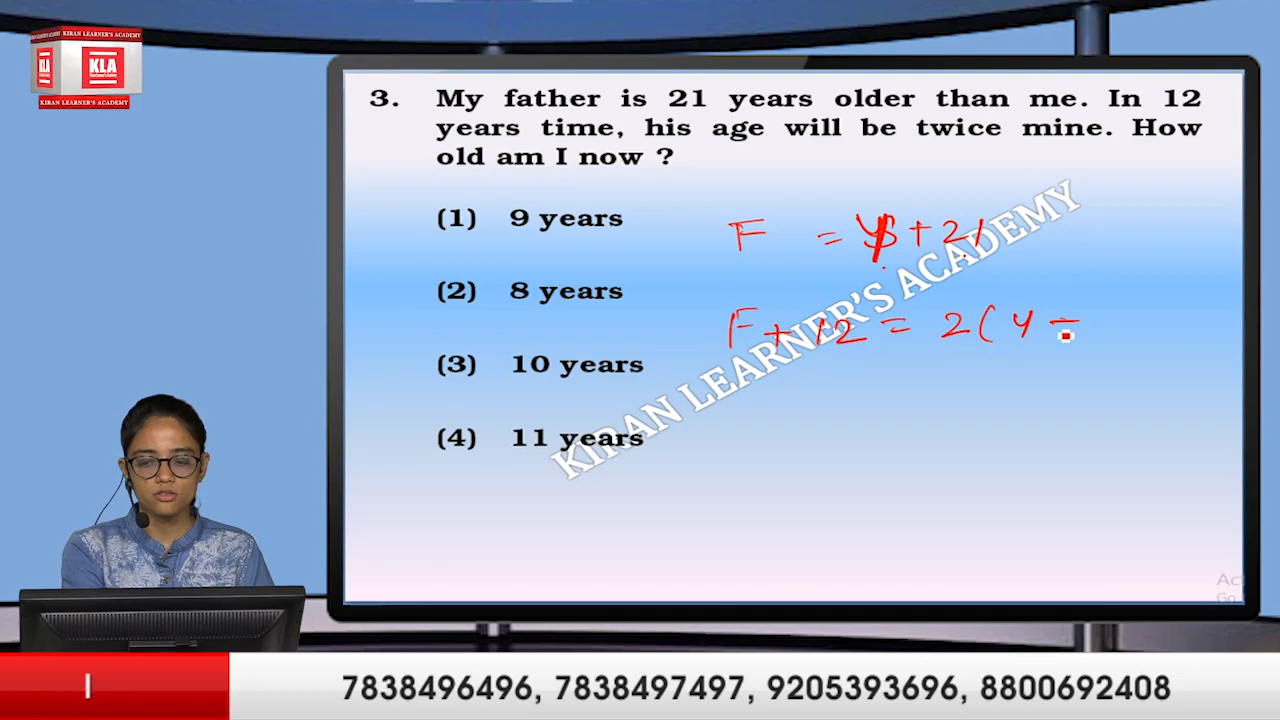 KIRAN LEARNER'S ACADEMY
KLA
KIRAN LEARNER'S ACADEMY
3. My father is 21 years older than me. In 12
years time, his age will be twice mine. How
old am I now ?
(1) 9 years
(2) 8 years
(3) 10 years
(4) 11 years
F = y + 21
F + 12 = 2(y
KIRAN LEARNER'S ACADEMY
7838496496, 7838497497, 9205393696, 8800692408